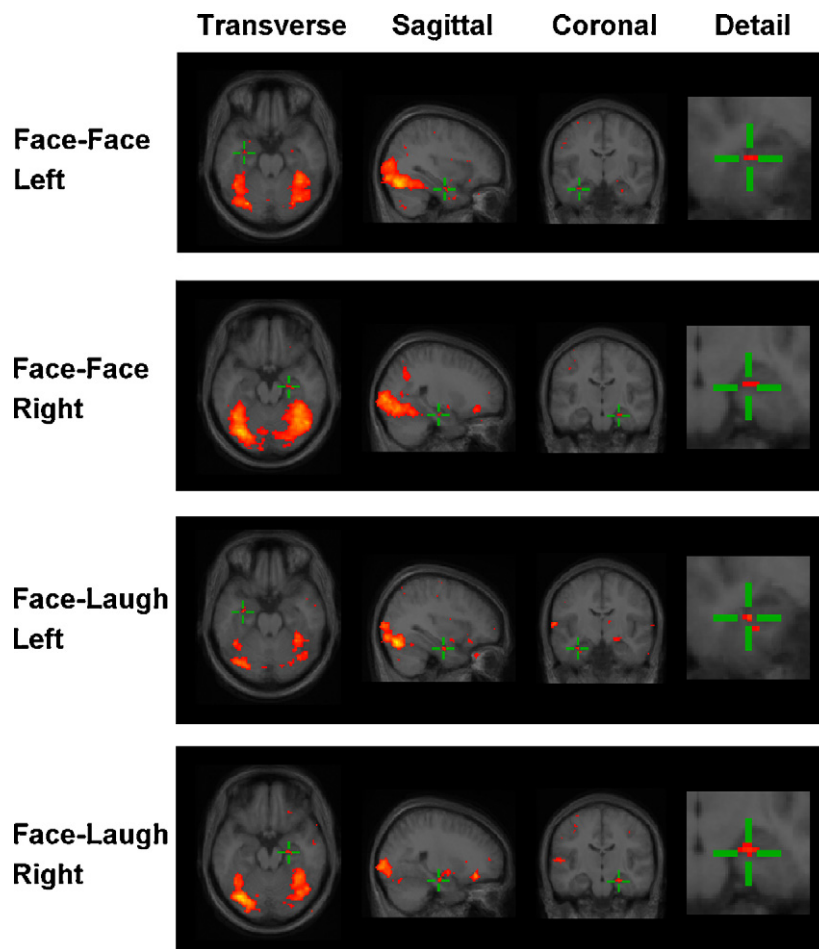 Transverse Sagittal Coronal Detail
Face-Face
Left
Face-Face
Right
Face-Laugh
Left
Face-Laugh
Right